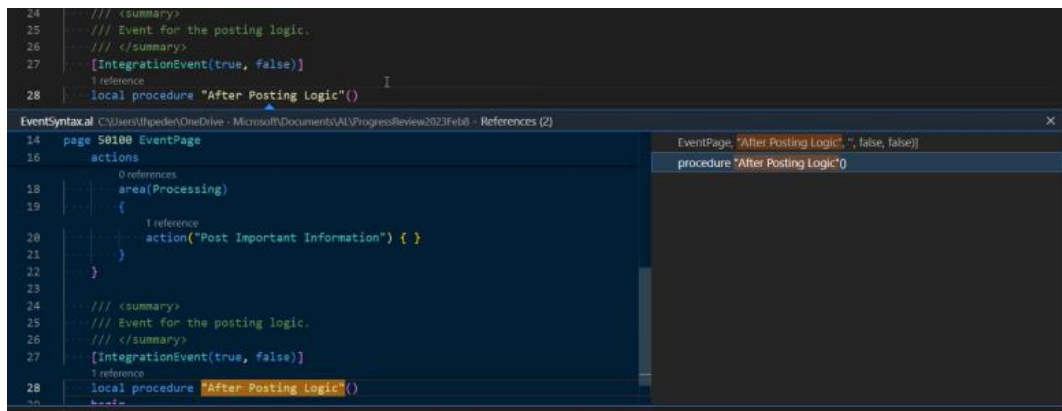 24 /// <summary>
25 /// Event for the posting logic.
26 /// </summary>
27 [IntegrationEvent(true, false)]
1 reference
28 local procedure "After Posting Logic"()
EventSyntax.al C:\Users\thpeder\OneDrive - Microsoft\Documents\AL\ProgressReview2023Feb8 - References (2)
14 page 50100 EventPage
16 actions
0 references
18 area(Processing)
19 {
1 reference
20 action("Post Important Information") { }
21 }
22 }
23
24 /// <summary>
25 /// Event for the posting logic.
26 /// </summary>
27 [IntegrationEvent(true, false)]
1 reference
28 local procedure "After Posting Logic"()
begin
EventPage, "After Posting Logic", '', false, false)]
procedure "After Posting Logic"()